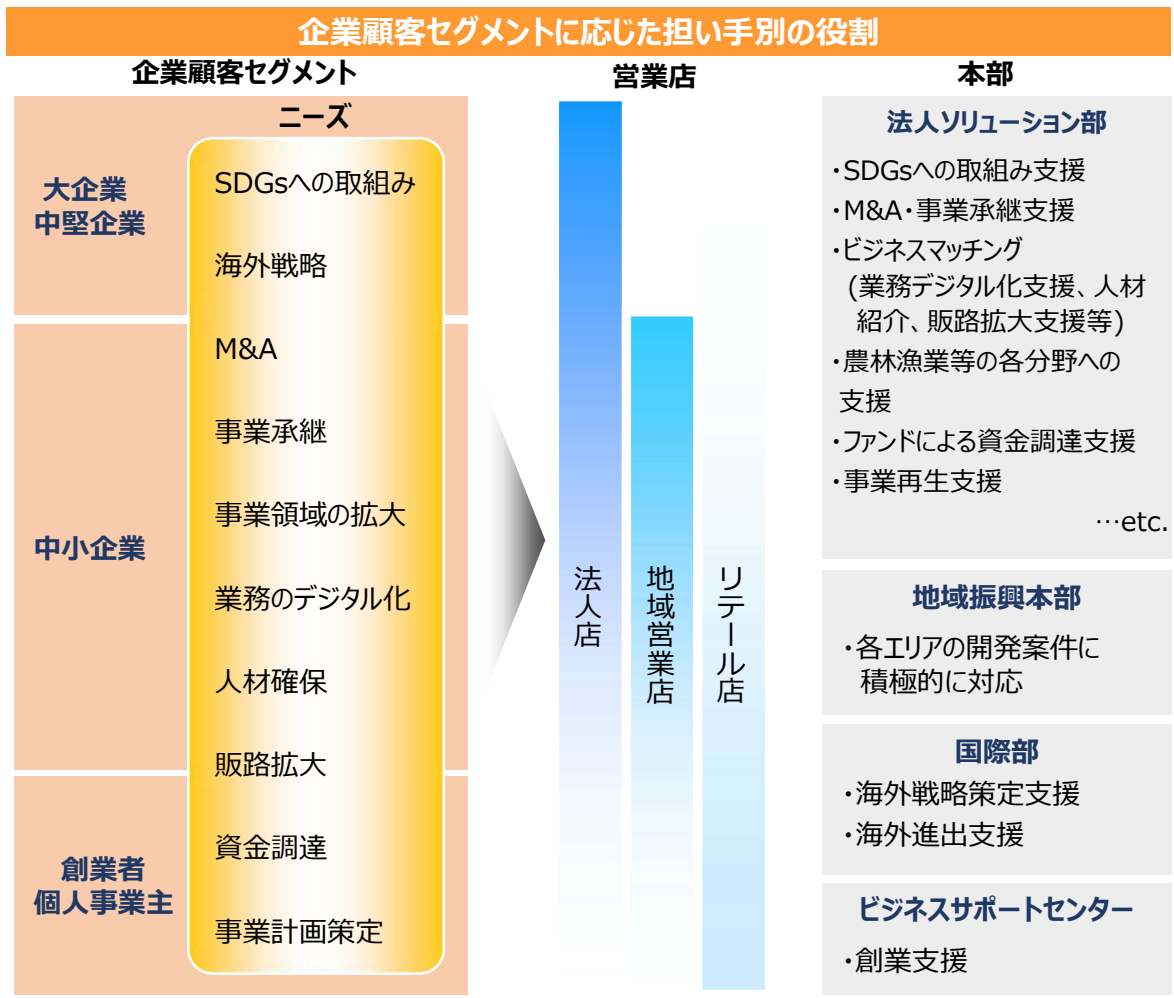 企業顧客セグメントに応じた担い手別の役割
企業顧客セグメント
ニーズ
大企業
中堅企業
中小企業
創業者
個人事業主
SDGsへの取組み
海外戦略
M&A
事業承継
事業領域の拡大
業務のデジタル化
人材確保
販路拡大
資金調達
事業計画策定
営業店
法人店
地域営業店
リテール店
本部
法人ソリューション部
・SDGsへの取組み支援
・M&A・事業承継支援
・ビジネスマッチング
(業務デジタル化支援、人材
紹介、販路拡大支援等)
・農林漁業等の各分野への
支援
・ファンドによる資金調達支援
・事業再生支援
…etc.
地域振興本部
・各エリアの開発案件に
積極的に対応
国際部
・海外戦略策定支援
・海外進出支援
ビジネスサポートセンター
・創業支援